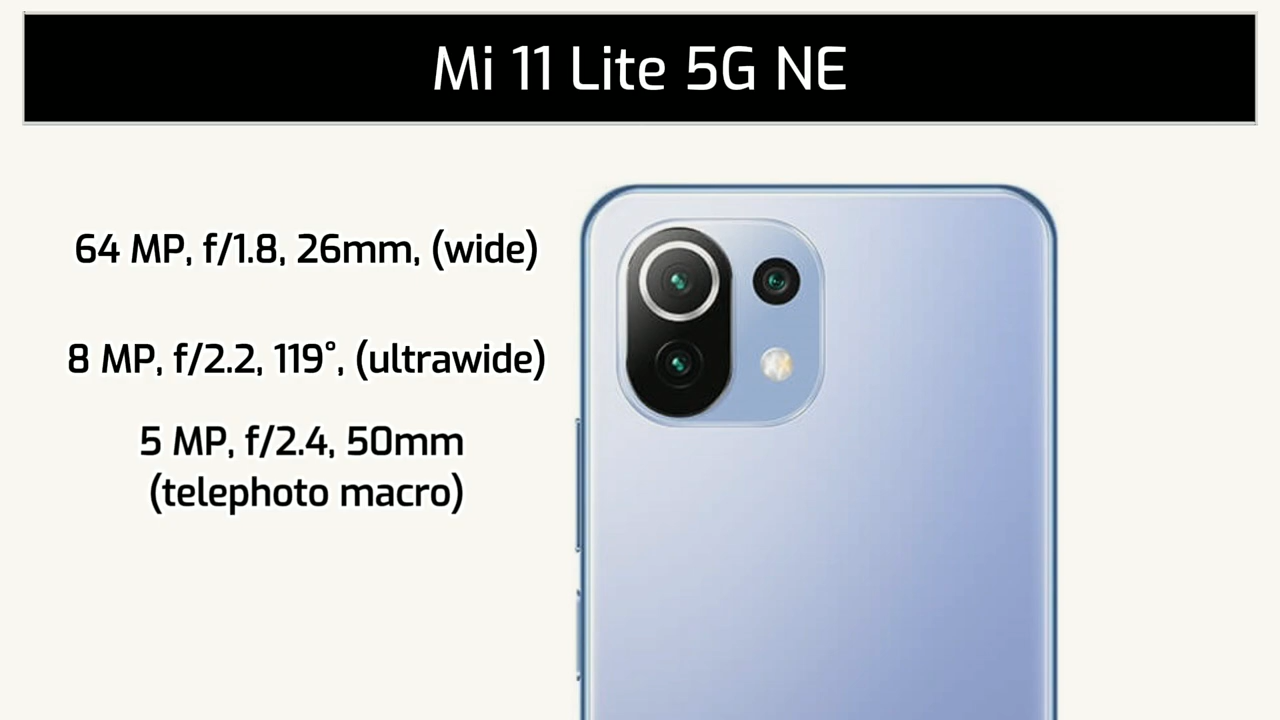 Mi 11 Lite 5G NE
64 MP, f/1.8, 26mm, (wide)
8 MP, f/2.2, 119°, (ultrawide)
5 MP, f/2.4, 50mm
(telephoto macro)